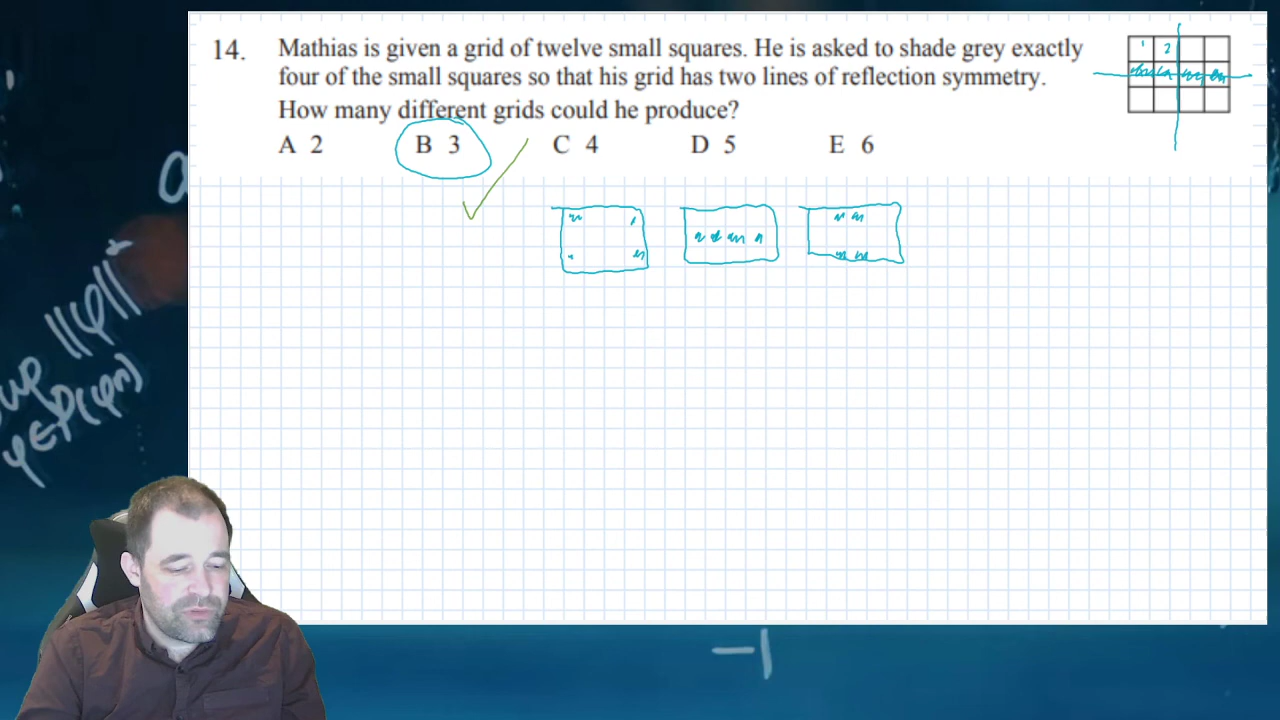 14. Mathias is given a grid of twelve small squares. He is asked to shade grey exactly
four of the small squares so that his grid has two lines of reflection symmetry.
How many different grids could he produce?
A 2 B 3 C 4 D 5 E 6
1 2
||φ||
φ∈D(φⁿ)
-1